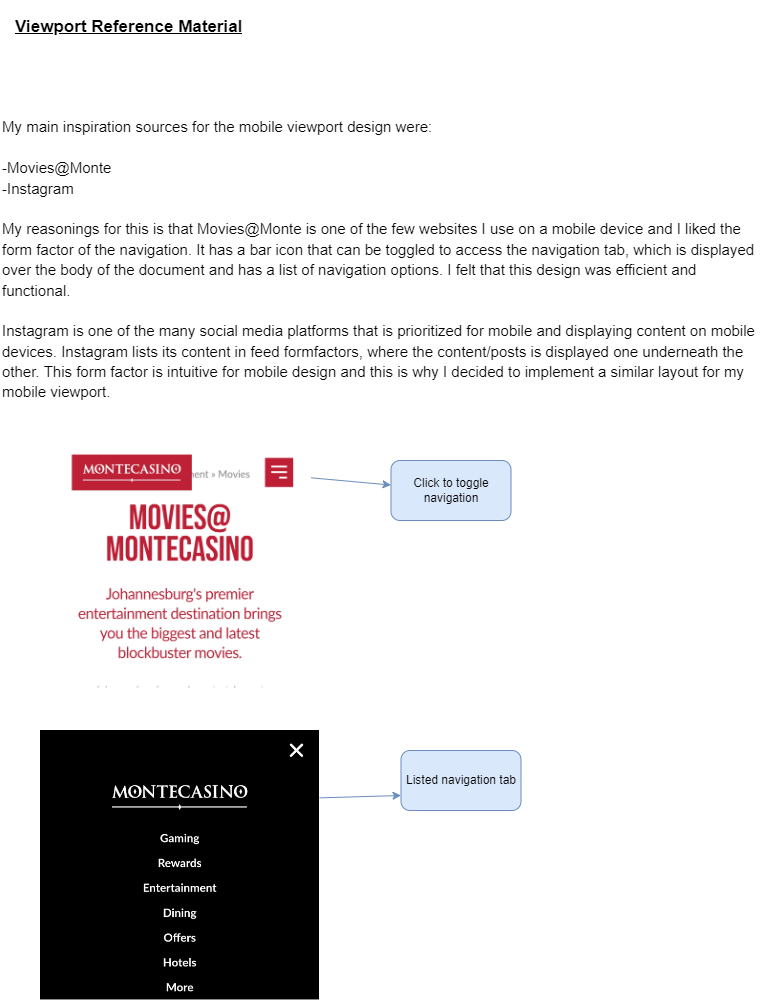 Viewport Reference Material
My main inspiration sources for the mobile viewport design were:
-Movies@Monte
-Instagram
My reasonings for this is that Movies@Monte is one of the few websites I use on a mobile device and I liked the
form factor of the navigation. It has a bar icon that can be toggled to access the navigation tab, which is displayed
over the body of the document and has a list of navigation options. I felt that this design was efficient and
functional.
Instagram is one of the many social media platforms that is prioritized for mobile and displaying content on mobile
devices. Instagram lists its content in feed formfactors, where the content/posts is displayed one underneath the
other. This form factor is intuitive for mobile design and this is why I decided to implement a similar layout for my
mobile viewport.
MONTECASINO
» Movies
Click to toggle
navigation
MOVIES@
MONTECASINO
Johannesburg's premier
entertainment destination brings
you the biggest and latest
blockbuster movies.
Listed navigation tab
MONTECASINO
Gaming
Rewards
Entertainment
Dining
Offers
Hotels
More